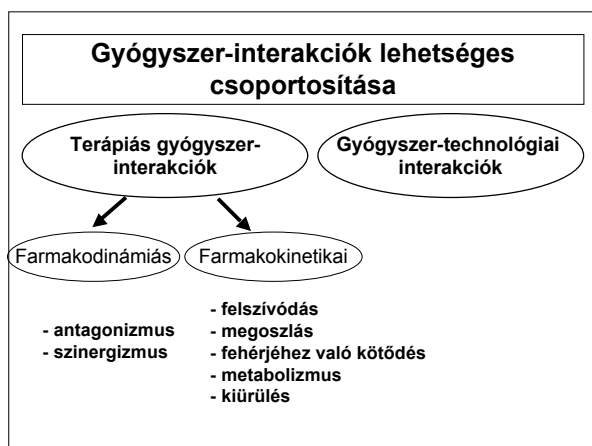 Gyógyszer-interakciók lehetséges
csoportosítása
Terápiás gyógyszer-
interakciók
Gyógyszer-technológiai
interakciók
Farmakodinámiás
Farmakokinetikai
- antagonizmus
- szinergizmus
- felszívódás
- megoszlás
- fehérjéhez való kötődés
- metabolizmus
- kiürülés